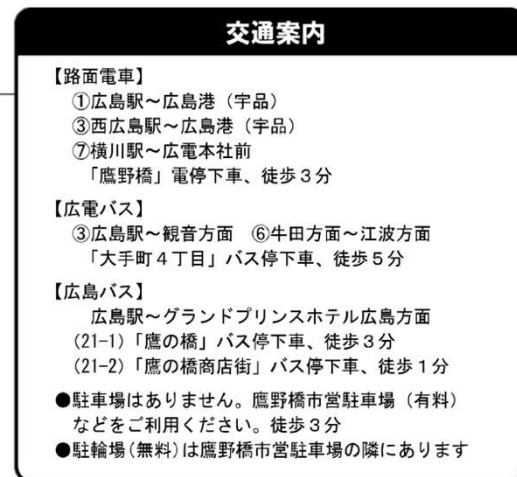 交通案内
【路面電車】
①広島駅～広島港（宇品）
③西広島駅～広島港（宇品）
⑦横川駅～広電本社前
「鷹野橋」電停下車、徒歩３分
【広電バス】
③広島駅～観音方面　⑥牛田方面～江波方面
「大手町４丁目」バス停下車、徒歩５分
【広島バス】
広島駅～グランドプリンスホテル広島方面
(21-1)「鷹の橋」バス停下車、徒歩３分
(21-2)「鷹の橋商店街」バス停下車、徒歩１分
●駐車場はありません。鷹野橋市営駐車場（有料）
などをご利用ください。徒歩３分
●駐輪場(無料)は鷹野橋市営駐車場の隣にあります